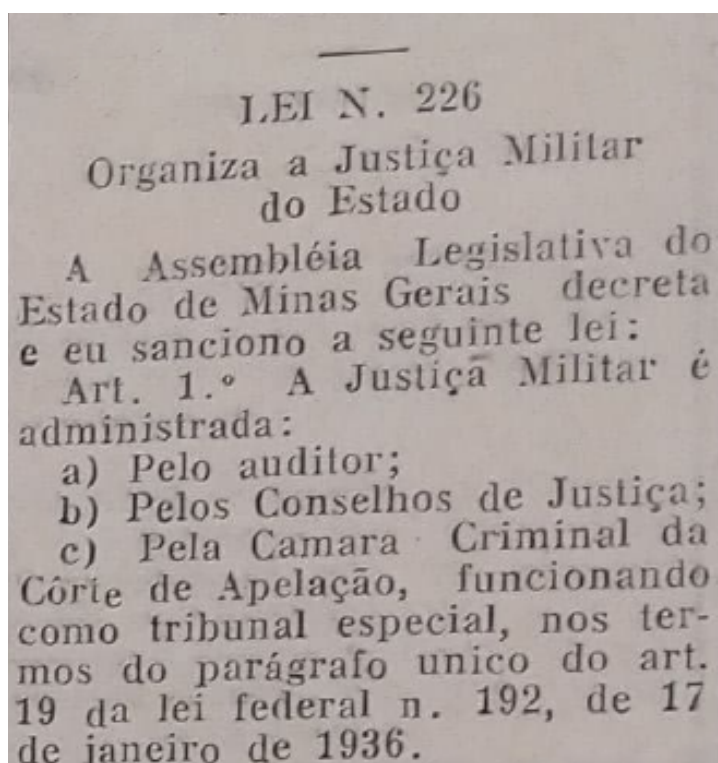 LEI N. 226
Organiza a Justiça Militar
do Estado
A Assembléia Legislativa do
Estado de Minas Gerais decreta
e eu sanciono a seguinte lei:
Art. 1.º A Justiça Militar é
administrada:
a) Pelo auditor;
b) Pelos Conselhos de Justiça;
c) Pela Camara Criminal da
Côrte de Apelação, funcionando
como tribunal especial, nos ter-
mos do parágrafo unico do art.
19 da lei federal n. 192, de 17
de janeiro de 1936.